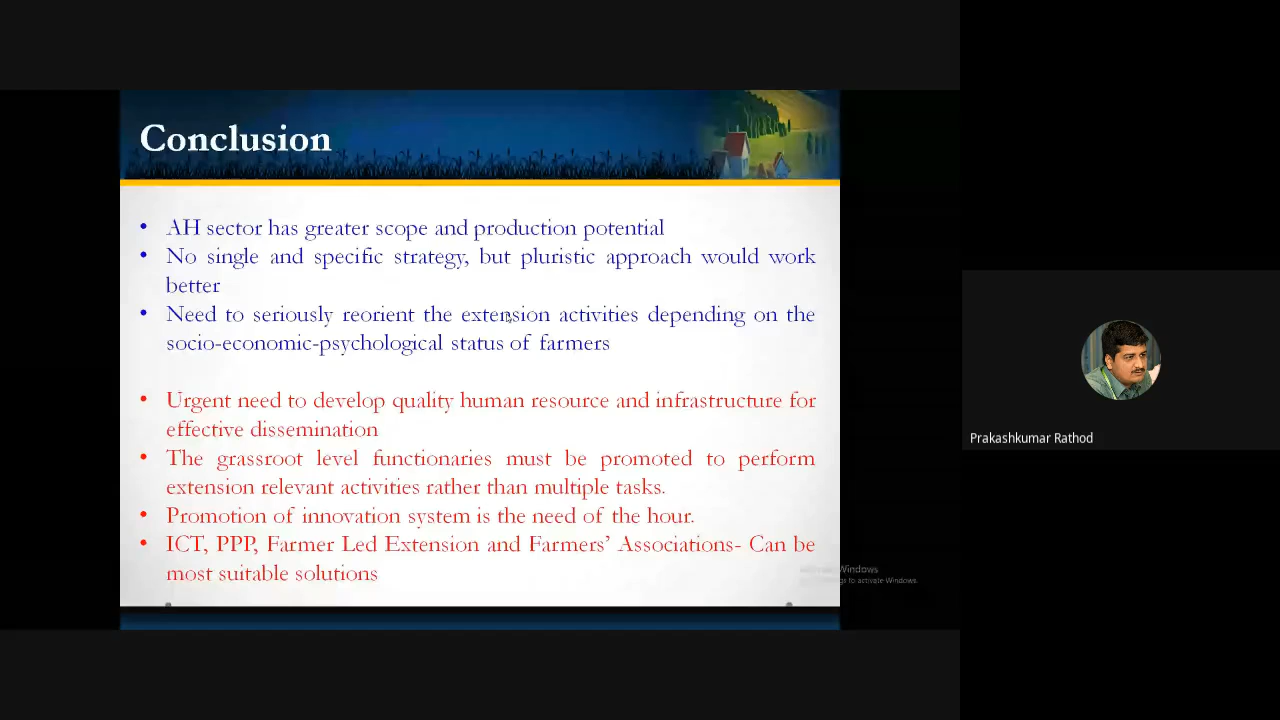 Conclusion
• AH sector has greater scope and production potential
• No single and specific strategy, but pluristic approach would work
better
• Need to seriously reorient the extension activities depending on the
socio-economic-psychological status of farmers
• Urgent need to develop quality human resource and infrastructure for
effective dissemination
• The grassroot level functionaries must be promoted to perform
extension relevant activities rather than multiple tasks.
• Promotion of innovation system is the need of the hour.
• ICT, PPP, Farmer Led Extension and Farmers' Associations- Can be
most suitable solutions
Windows
to activate Windows.
Prakashkumar Rathod